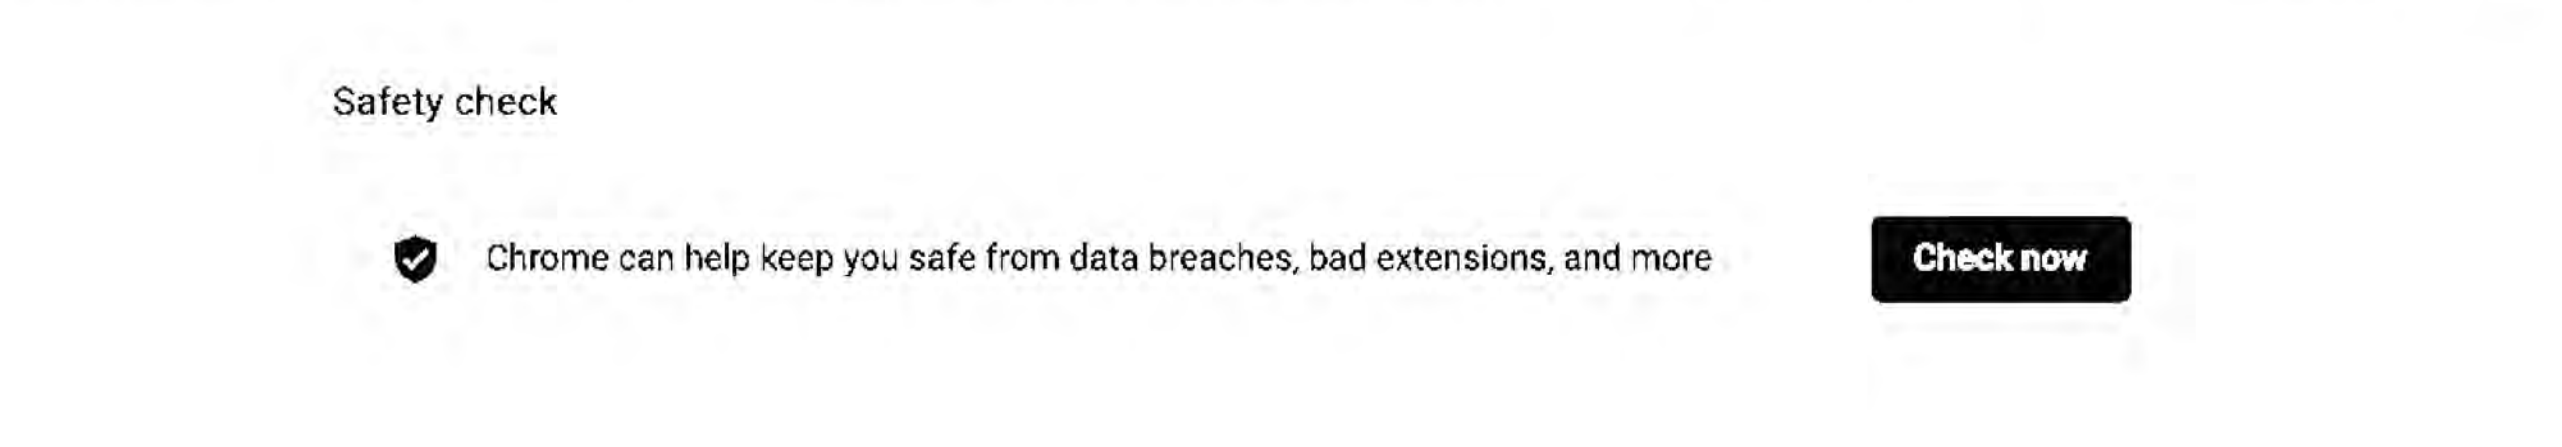 Safety check
Chrome can help keep you safe from data breaches, bad extensions, and more
Check now